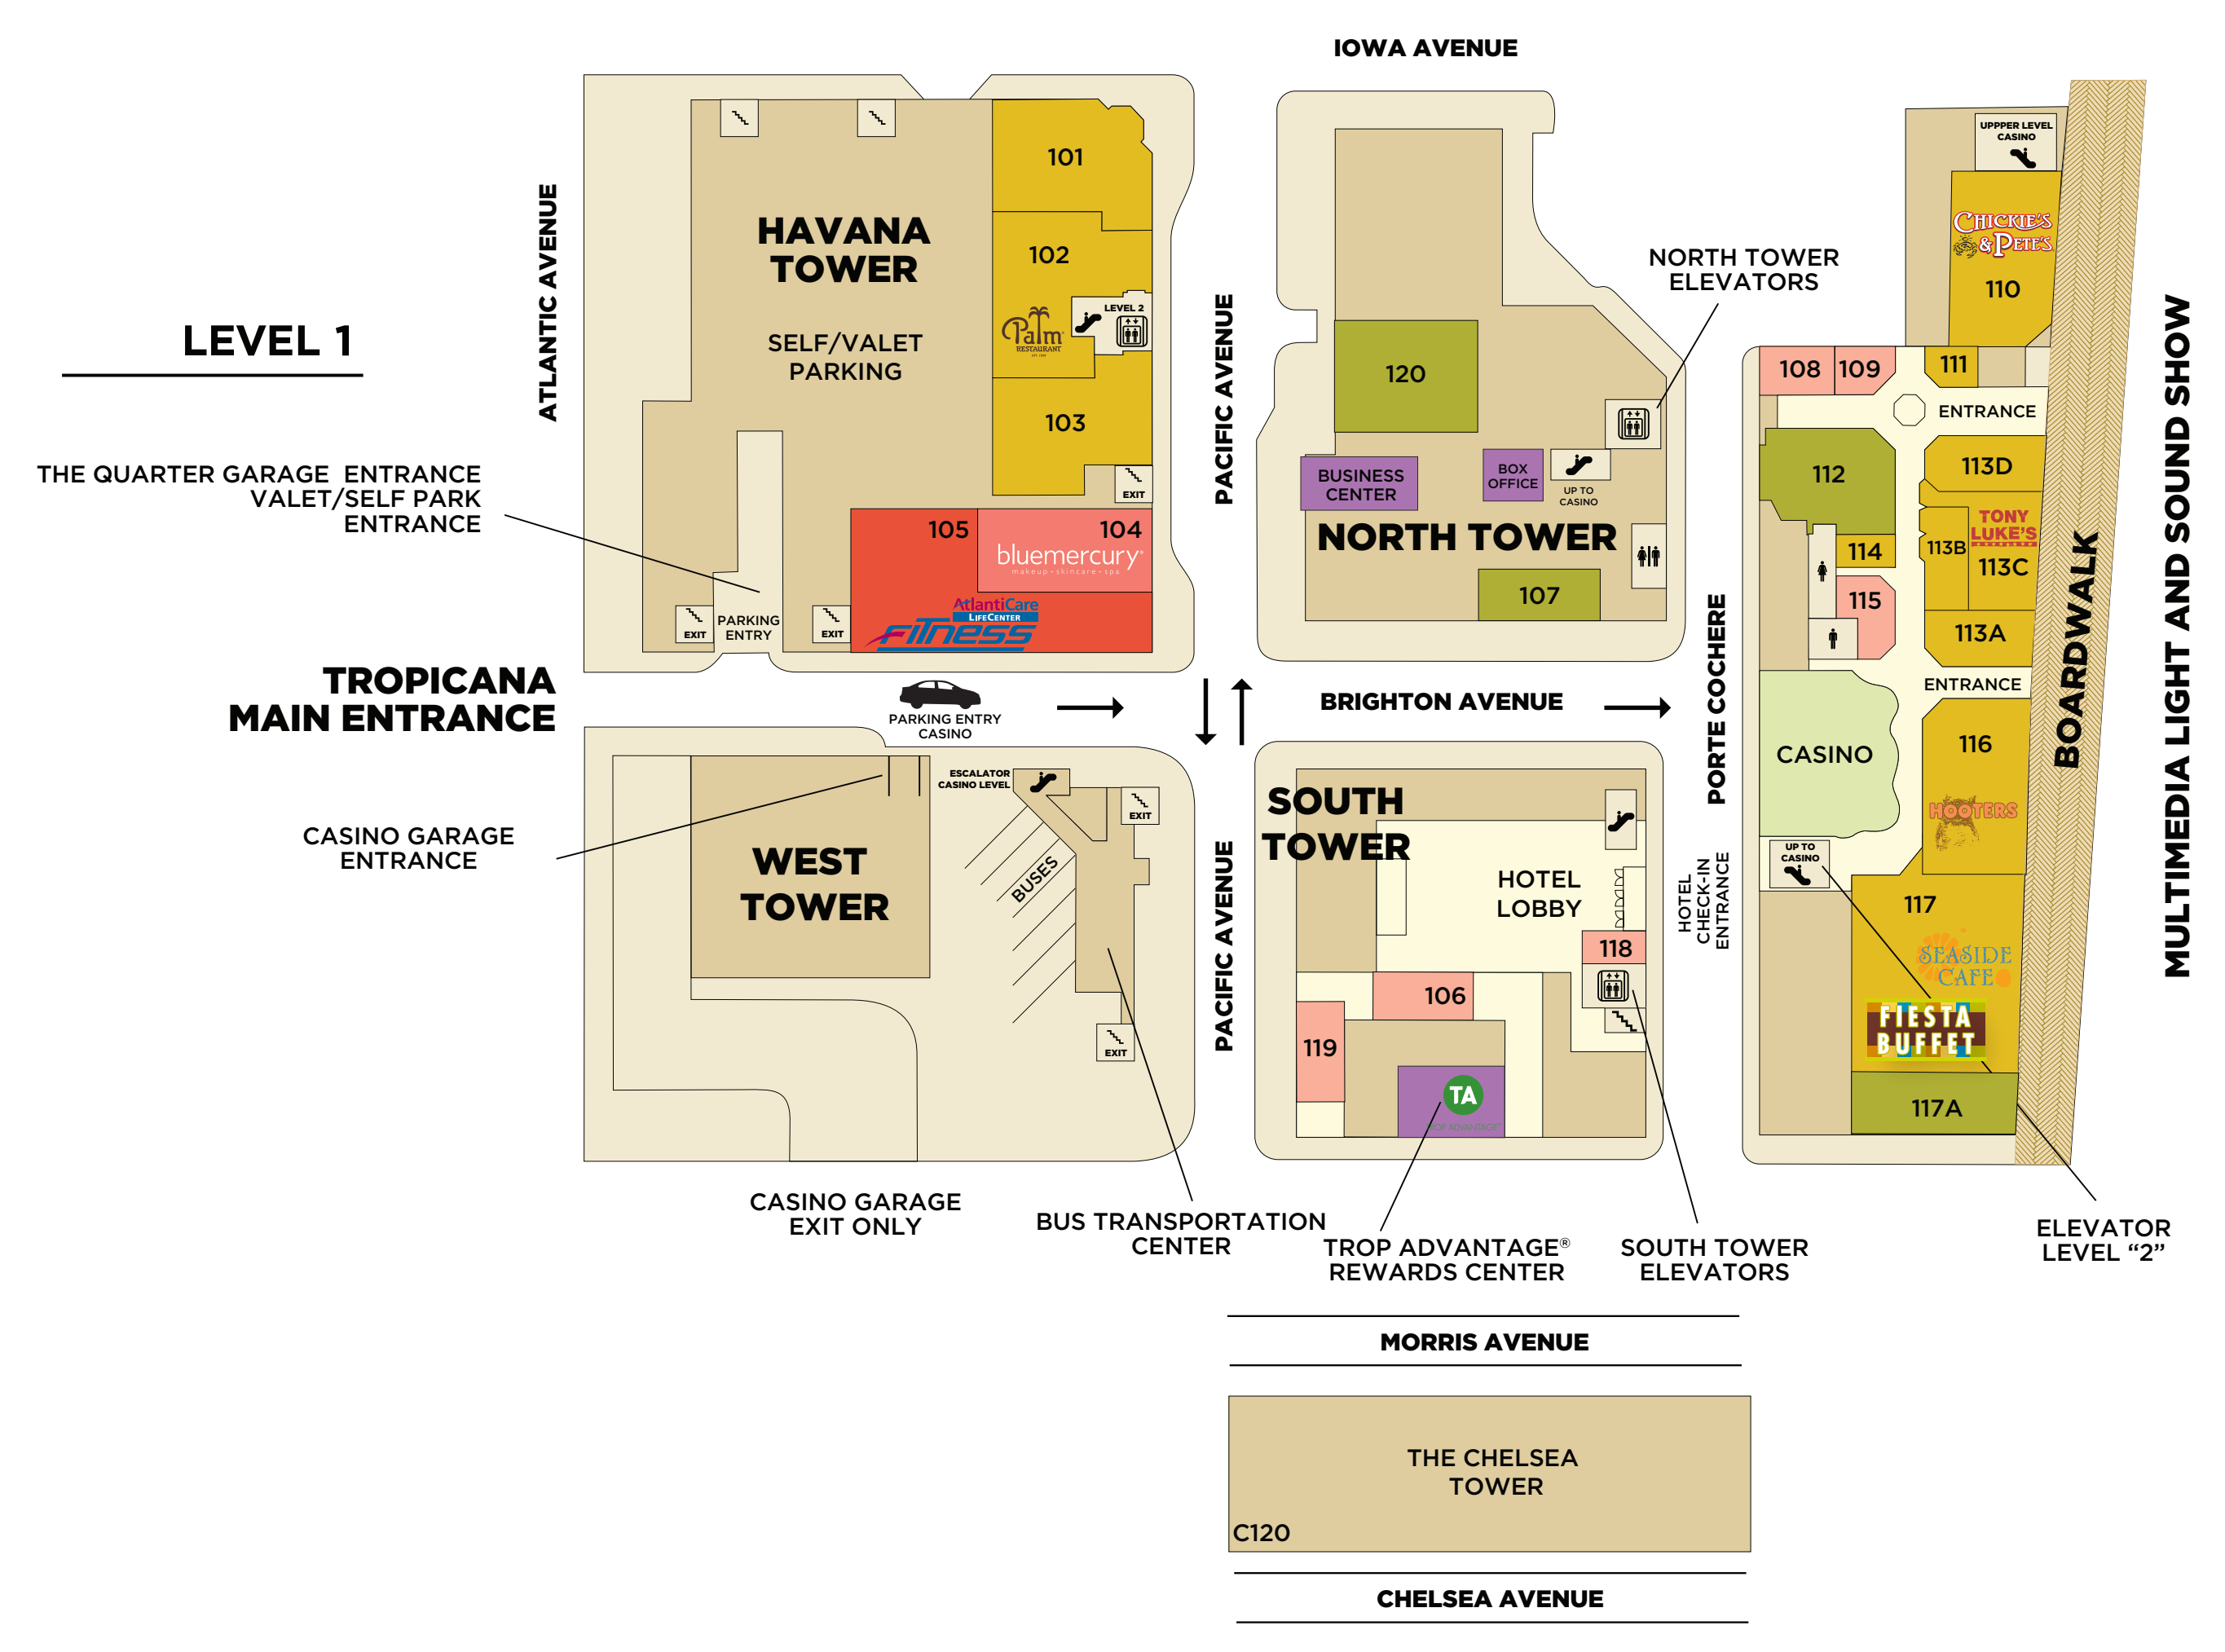 IOWA AVENUE
LEVEL 1
ATLANTIC AVENUE
HAVANA
TOWER
SELF/VALET
PARKING
101
102
Palm
RESTAURANT
LEVEL 2
103
EXIT
105
104
bluemercury
makeup • skincare • spa
AtlantiCare
LIFECENTER
FITNESS
EXIT
PARKING
ENTRY
EXIT
THE QUARTER GARAGE ENTRANCE
VALET/SELF PARK
ENTRANCE
TROPICANA
MAIN ENTRANCE
PARKING ENTRY
CASINO
PACIFIC AVENUE
NORTH TOWER
ELEVATORS
120
BUSINESS
CENTER
BOX
OFFICE
UP TO
CASINO
NORTH TOWER
107
BRIGHTON AVENUE
PORTE COCHERE
UPPPER LEVEL
CASINO
CHICKIE'S
& PETE'S
110
108
109
111
ENTRANCE
112
113D
TONY
LUKE'S
113B
113C
114
115
113A
ENTRANCE
CASINO
116
HOOTERS
UP TO
CASINO
117
SEASIDE
CAFE
FIESTA
BUFFET
117A
BOARDWALK
MULTIMEDIA LIGHT AND SOUND SHOW
CASINO GARAGE
ENTRANCE
WEST
TOWER
ESCALATOR
CASINO LEVEL
EXIT
BUSES
EXIT
PACIFIC AVENUE
SOUTH
TOWER
HOTEL
LOBBY
HOTEL
CHECK-IN
ENTRANCE
118
106
119
TA
TROP ADVANTAGE®
CASINO GARAGE
EXIT ONLY
BUS TRANSPORTATION
CENTER
TROP ADVANTAGE®
REWARDS CENTER
SOUTH TOWER
ELEVATORS
ELEVATOR
LEVEL “2”
MORRIS AVENUE
THE CHELSEA
TOWER
C120
CHELSEA AVENUE